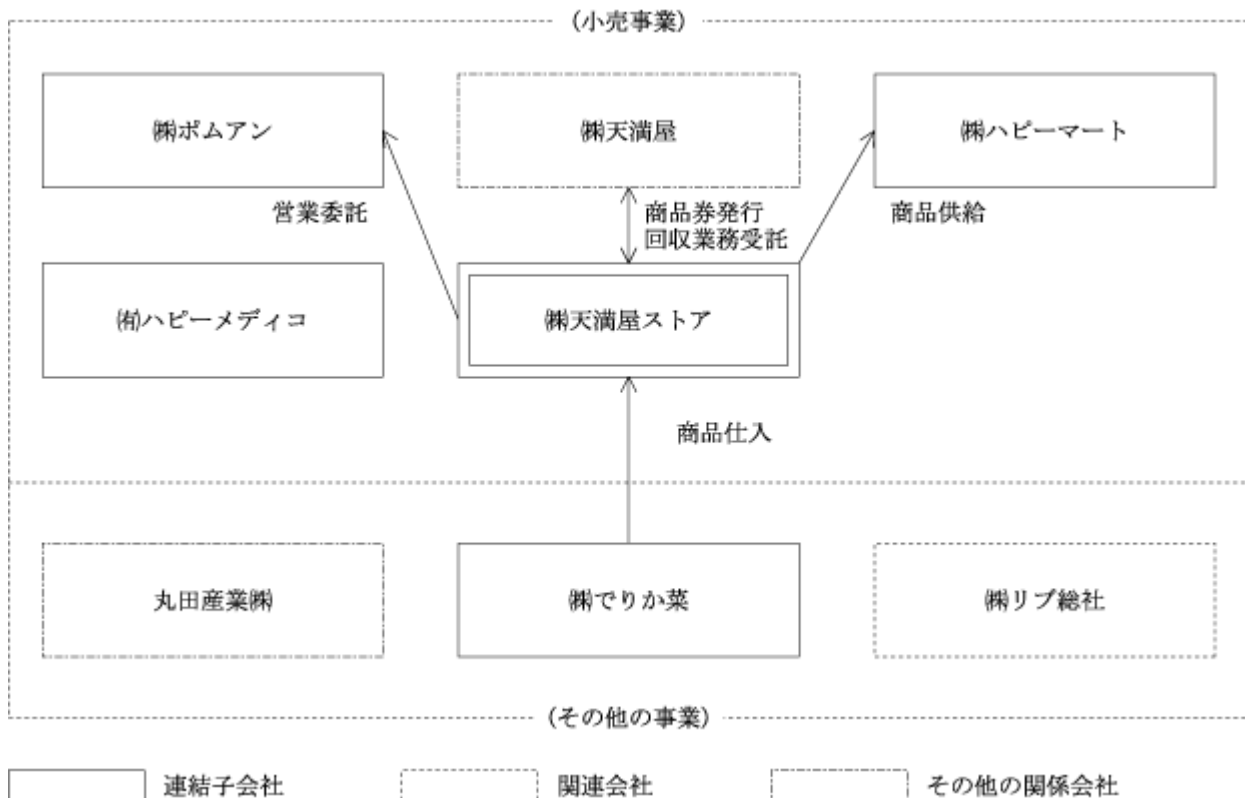 (小売事業)
㈱ポムアン
㈱天満屋
㈱ハピーマート
営業委託
商品券発行
回収業務受託
商品供給
㈲ハピーメディコ
㈱天満屋ストア
商品仕入
丸田産業㈱
㈱でりか菜
㈱リブ総社
(その他の事業)
連結子会社
関連会社
その他の関係会社